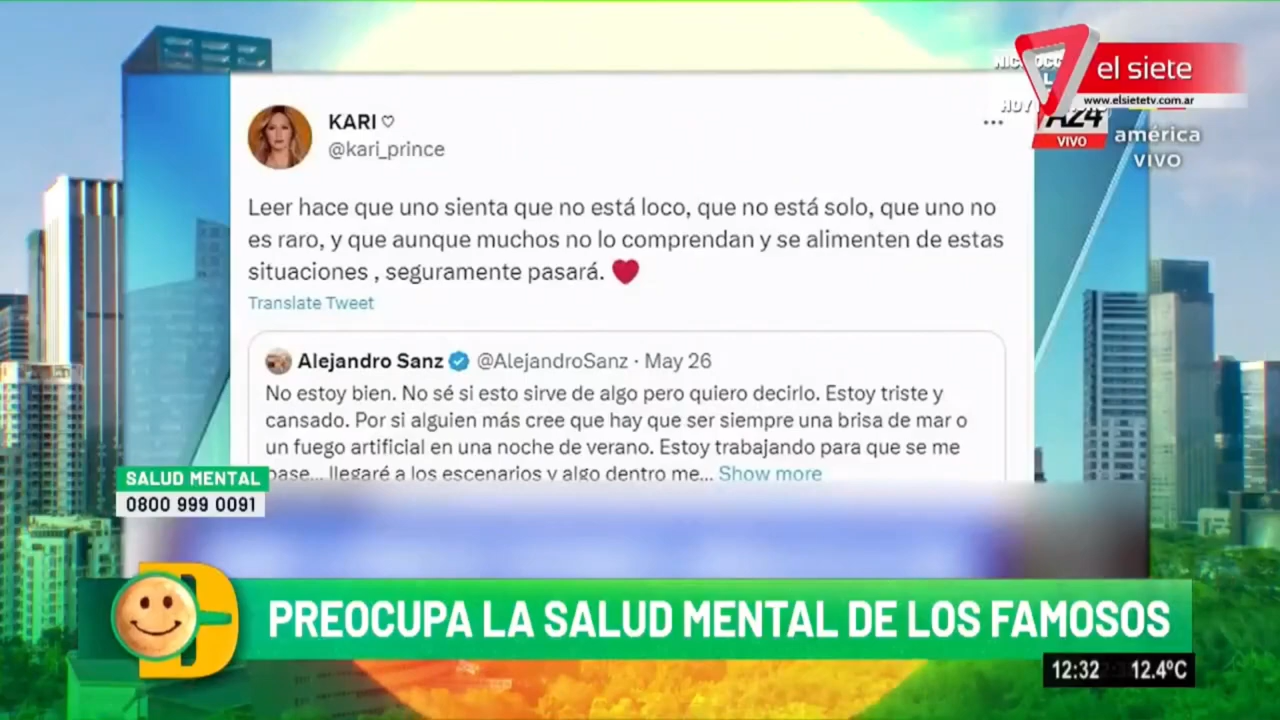 KARI ♡
@kari_prince
Leer hace que uno sienta que no está loco, que no está solo, que uno no
es raro, y que aunque muchos no lo comprendan y se alimenten de estas
situaciones , seguramente pasará. ❤️
Translate Tweet
Alejandro Sanz @AlejandroSanz · May 26
No estoy bien. No sé si esto sirve de algo pero quiero decirlo. Estoy triste y
cansado. Por si alguien más cree que hay que ser siempre una brisa de mar o
un fuego artificial en una noche de verano. Estoy trabajando para que se me
pase... llegaré a los escenarios y algo dentro me... Show more
el siete
www.elsietetv.com.ar
HOY
A24
VIVO
américa
VIVO
SALUD MENTAL
0800 999 0091
D
PREOCUPA LA SALUD MENTAL DE LOS FAMOSOS
12:32 12.4°C